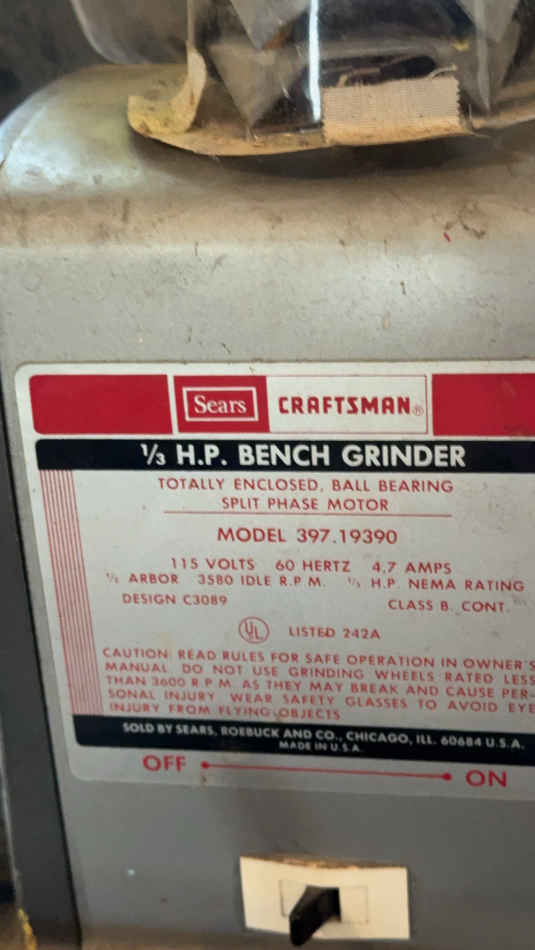 Sears CRAFTSMAN®
1/3 H.P. BENCH GRINDER
TOTALLY ENCLOSED, BALL BEARING
SPLIT PHASE MOTOR
MODEL 397.19390
115 VOLTS 60 HERTZ 4.7 AMPS
1/2 ARBOR 3580 IDLE R.P.M. 1/3 H.P. NEMA RATING
DESIGN C3089 CLASS B. CONT.
UL LISTED 242A
CAUTION: READ RULES FOR SAFE OPERATION IN OWNER'S
MANUAL. DO NOT USE GRINDING WHEELS RATED LESS
THAN 3600 R.P.M. AS THEY MAY BREAK AND CAUSE PER-
SONAL INJURY. WEAR SAFETY GLASSES TO AVOID EYE
INJURY FROM FLYING OBJECTS
SOLD BY SEARS, ROEBUCK AND CO., CHICAGO, ILL. 60684 U.S.A.
MADE IN U.S.A.
OFF ON